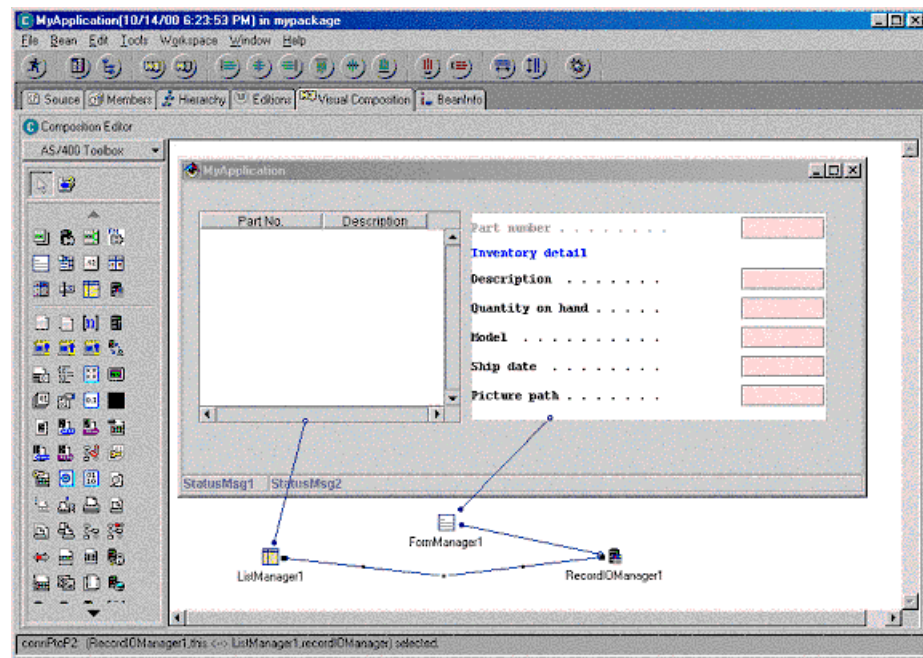 MyApplication(10/14/00 6:23:53 PM) in mypackage
File Bean Edit Tools Workspace Window Help
Source Members Hierarchy Editions Visual Composition BeanInfo
Composition Editor
AS/400 Toolbox
MyApplication
Part No. Description
Part number . . . . . . . .
Inventory detail
Description . . . . . . .
Quantity on hand . . . . .
Model . . . . . . . . . .
Ship date . . . . . . . .
Picture path . . . . . . .
StatusMsg1 StatusMsg2
FormManager1
ListManager1
RecordIOManager1
connPtoP2: (RecordIOManager1,this <--> ListManager1,recordIOManager) selected.